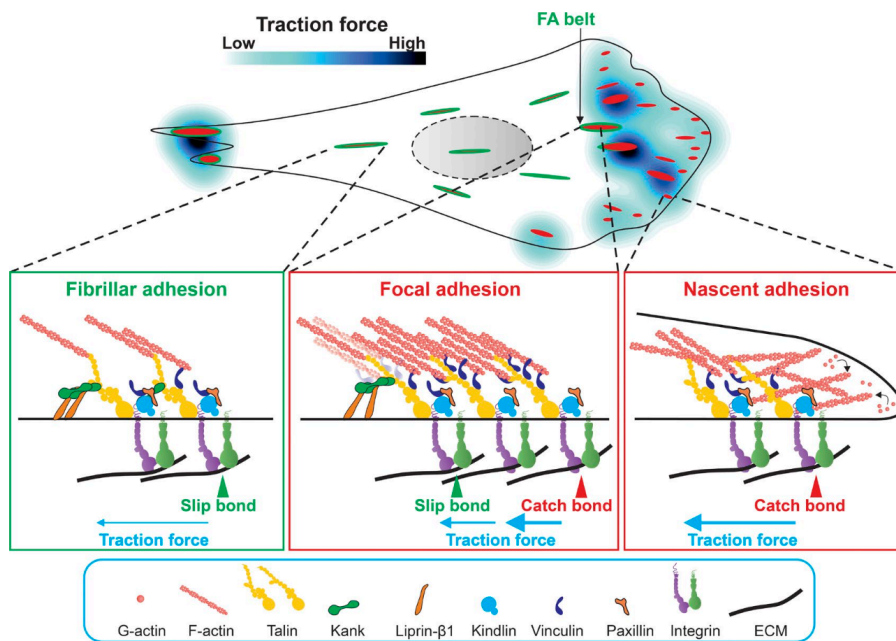 Traction force
Low High
FA belt
Fibrillar adhesion
Focal adhesion
Nascent adhesion
Slip bond
Slip bond
Catch bond
Catch bond
Traction force
Traction force
Traction force
G-actin F-actin Talin Kank Liprin-β1 Kindlin Vinculin Paxillin Integrin ECM